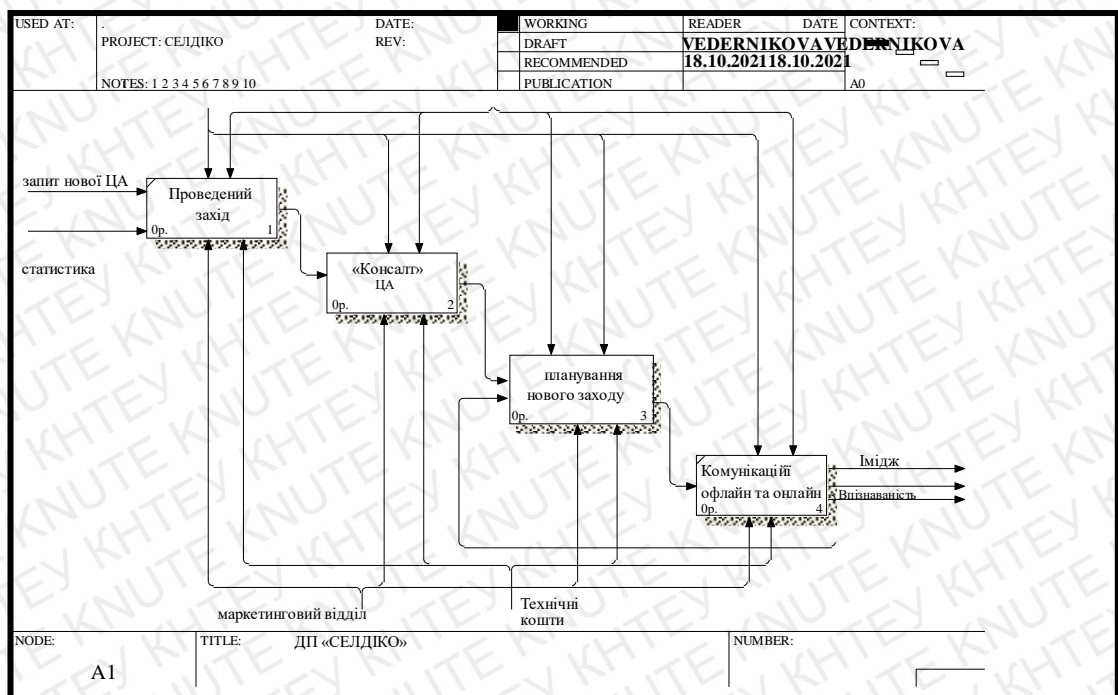 USED AT:
.
PROJECT: СЕЛДІКО
NOTES: 1 2 3 4 5 6 7 8 9 10
DATE:
REV:
WORKING
DRAFT
RECOMMENDED
PUBLICATION
READER DATE
VEDERNIKOVAVEDERNIKOVA
18.10.202118.10.2021
CONTEXT:
A0
запит нової ЦА
статистика
Проведений
захід
0р. 1
«Консалт»
ЦА
0р. 2
планування
нового заходу
0р. 3
Комунікаційї
офлайн та онлайн
0р. 4
Імідж
Впізнаваність
маркетинговий відділ
Технічні
кошти
NODE:
A1
TITLE: ДП «СЕЛДІКО»
NUMBER:
KNUTE КНТЕУ